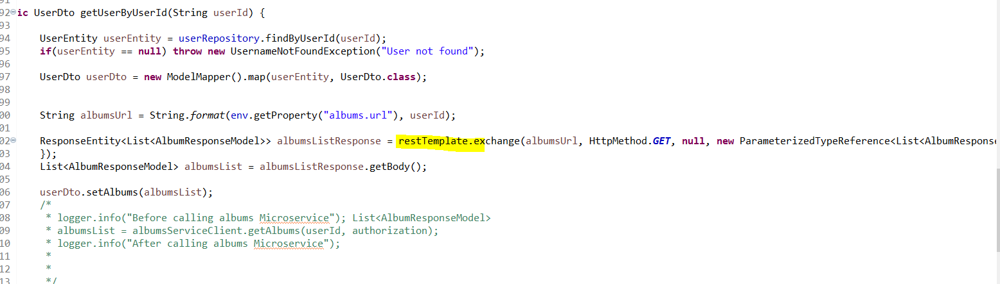 92 ic UserDto getUserByUserId(String userId) {
93
94 UserEntity userEntity = userRepository.findByUserId(userId);
95 if(userEntity == null) throw new UsernameNotFoundException("User not found");
96
97 UserDto userDto = new ModelMapper().map(userEntity, UserDto.class);
98
99
00 String albumsUrl = String.format(env.getProperty("albums.url"), userId);
01
02 ResponseEntity<List<AlbumResponseModel>> albumsListResponse = restTemplate.exchange(albumsUrl, HttpMethod.GET, null, new ParameterizedTypeReference<List<AlbumResponse
03 });
04 List<AlbumResponseModel> albumsList = albumsListResponse.getBody();
05
06 userDto.setAlbums(albumsList);
07 /*
08 * logger.info("Before calling albums Microservice"); List<AlbumResponseModel>
09 * albumsList = albumsServiceClient.getAlbums(userId, authorization);
10 * logger.info("After calling albums Microservice");
11 *
12 *
13 */